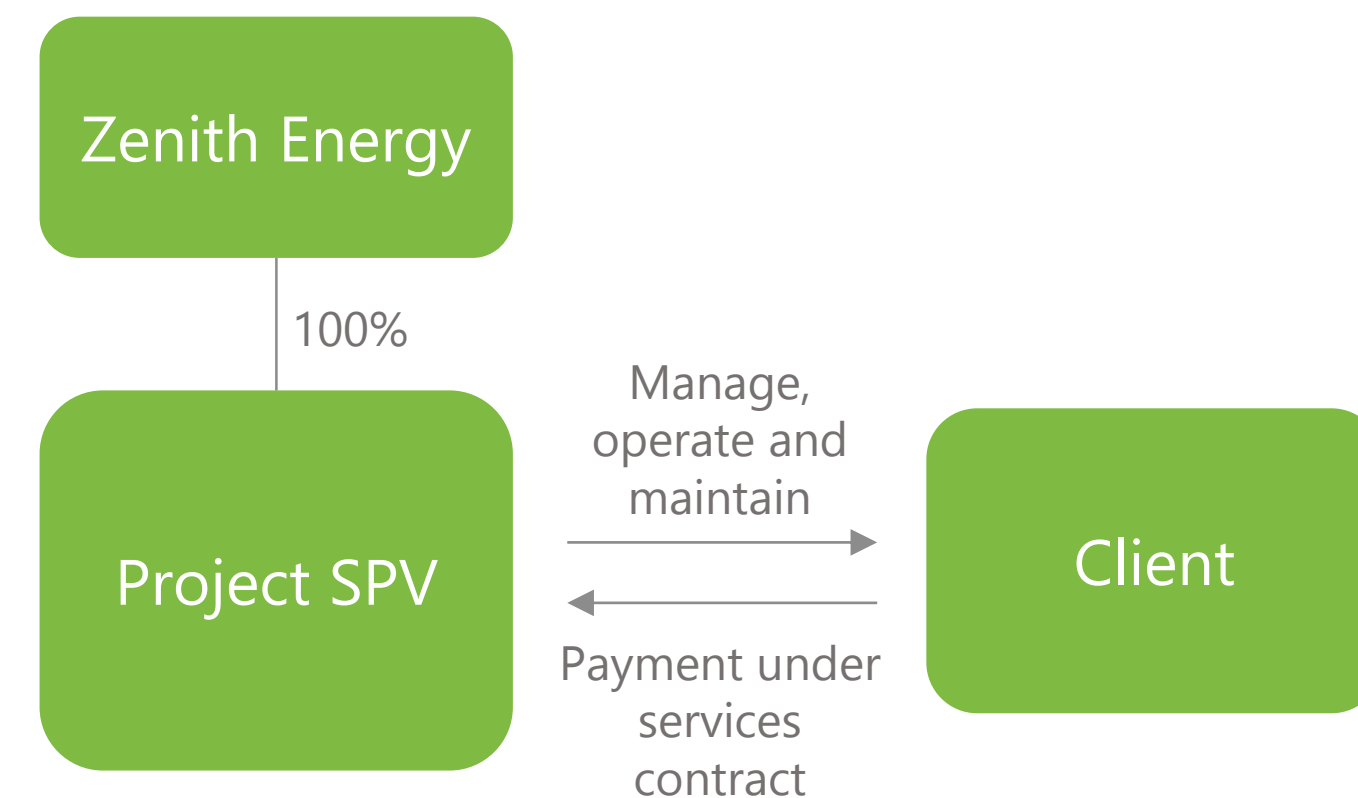 Zenith Energy
100%
Manage,
operate and
maintain
Project SPV
Client
Payment under
services
contract